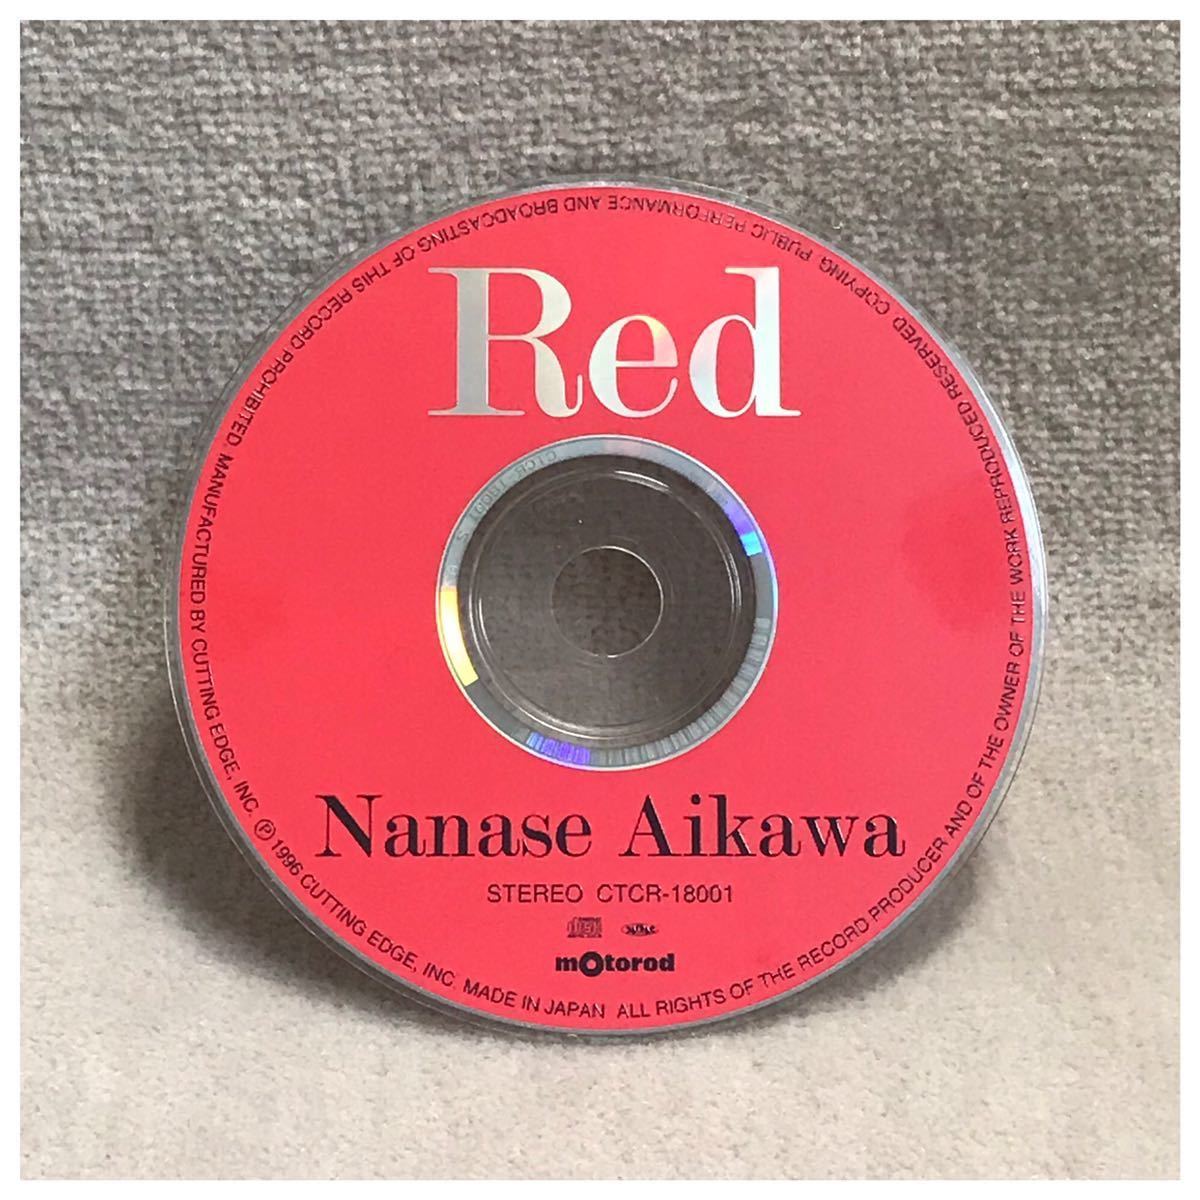 Red
Nanase Aikawa
STEREO CTCR-18001
motorod
ALL RIGHTS OF THE RECORD PRODUCER AND OF THE OWNER OF THE WORK REPRODUCED RESERVED. COPYING, PUBLIC PERFORMANCE AND BROADCASTING OF THIS RECORD PROHIBITED. MANUFACTURED BY CUTTING EDGE, INC. ℗ 1996 CUTTING EDGE, INC. MADE IN JAPAN
CTCR-18001